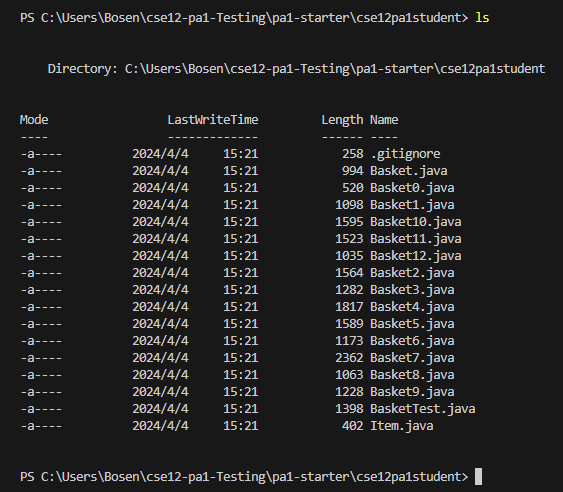 PS C:\Users\Bosen\cse12-pa1-Testing\pa1-starter\cse12pa1student> ls
Directory: C:\Users\Bosen\cse12-pa1-Testing\pa1-starter\cse12pa1student
Mode LastWriteTime Length Name
---- ------------- ------ ----
-a---- 2024/4/4 15:21 258 .gitignore
-a---- 2024/4/4 15:21 994 Basket.java
-a---- 2024/4/4 15:21 520 Basket0.java
-a---- 2024/4/4 15:21 1098 Basket1.java
-a---- 2024/4/4 15:21 1595 Basket10.java
-a---- 2024/4/4 15:21 1523 Basket11.java
-a---- 2024/4/4 15:21 1035 Basket12.java
-a---- 2024/4/4 15:21 1564 Basket2.java
-a---- 2024/4/4 15:21 1282 Basket3.java
-a---- 2024/4/4 15:21 1817 Basket4.java
-a---- 2024/4/4 15:21 1589 Basket5.java
-a---- 2024/4/4 15:21 1173 Basket6.java
-a---- 2024/4/4 15:21 2362 Basket7.java
-a---- 2024/4/4 15:21 1063 Basket8.java
-a---- 2024/4/4 15:21 1228 Basket9.java
-a---- 2024/4/4 15:21 1398 BasketTest.java
-a---- 2024/4/4 15:21 402 Item.java
PS C:\Users\Bosen\cse12-pa1-Testing\pa1-starter\cse12pa1student>